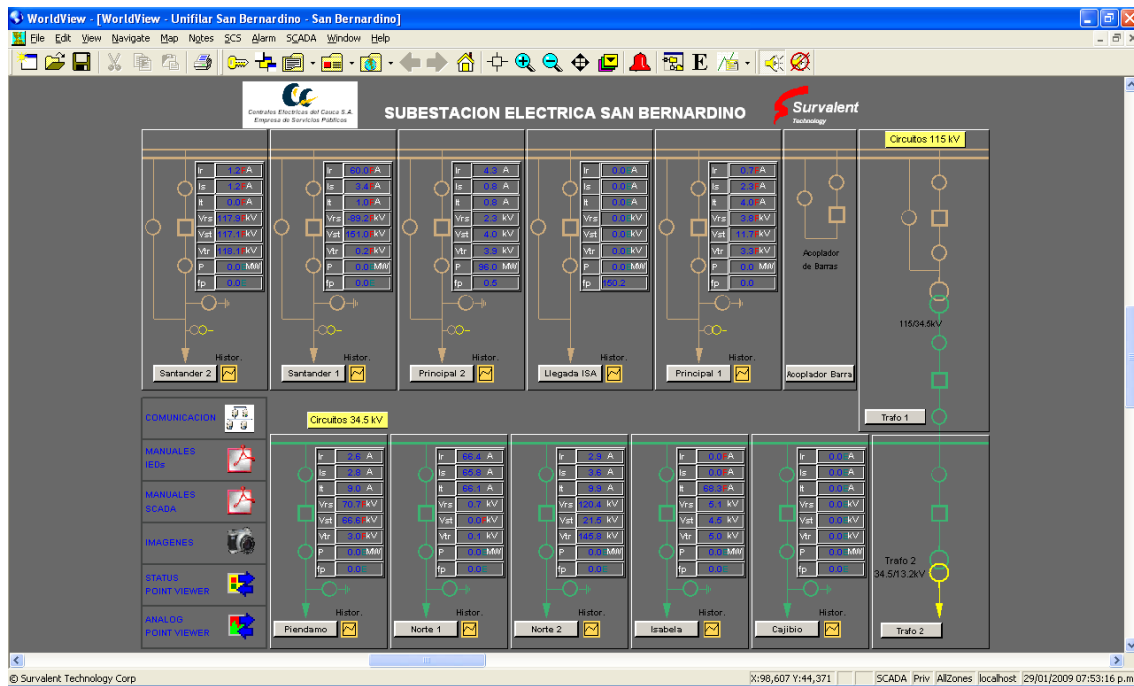 WorldView - [WorldView - Unifilar San Bernardino - San Bernardino]
File Edit View Navigate Map Notes SCS Alarm SCADA Window Help
E
Centrales Electricas del Cauca S.A.
Empresa de Servicios Públicos
SUBESTACION ELECTRICA SAN BERNARDINO
Survalent
Technology
Circuitos 115 kV
Ir 1.2 A
Is 1.2 A
It 0.0 A
Vrs 117.9 kV
Vst 117.1 kV
Vtr 118.1 kV
P 0.0 MW
fp 0.0
Histor.
Santander 2
Ir 60.0 A
Is 3.4 A
It 1.0 A
Vrs -89.2 kV
Vst 151.0 kV
Vtr 0.2 kV
P 0.0 MW
fp 0.0
Histor.
Santander 1
Ir 4.3 A
Is 0.8 A
It 0.8 A
Vrs 2.3 kV
Vst 4.0 kV
Vtr 3.9 kV
P 96.0 MW
fp 0.5
Histor.
Principal 2
Ir 0.0 A
Is 0.0 A
It 0.0 A
Vrs 0.0 kV
Vst 0.0 kV
Vtr 0.0 kV
P 0.0 MW
fp 150.2
Histor.
Llegada ISA
Ir 0.7 A
Is 2.3 A
It 4.0 A
Vrs 3.8 kV
Vst 11.7 kV
Vtr 3.3 kV
P 0.0 MW
fp 0.0
Histor.
Principal 1
Acoplador
de Barras
Acoplador Barra
115/34.5kV
Trafo 1
COMUNICACION
MANUALES
IEDs
MANUALES
SCADA
IMAGENES
STATUS
POINT VIEWER
ANALOG
POINT VIEWER
Circuitos 34.5 kV
Ir 2.6 A
Is 2.8 A
It 9.0 A
Vrs 70.7 kV
Vst 66.6 kV
Vtr 3.0 kV
P 0.0 MW
fp 0.0
Histor.
Piendamo
Ir 66.4 A
Is 65.8 A
It 66.1 A
Vrs 0.7 kV
Vst 0.0 kV
Vtr 0.1 kV
P 0.0 MW
fp 0.0
Histor.
Norte 1
Ir 2.9 A
Is 3.6 A
It 9.9 A
Vrs 120.4 kV
Vst 21.5 kV
Vtr 145.8 kV
P 0.0 MW
fp 0.0
Histor.
Norte 2
Ir 0.0 A
Is 0.0 A
It 68.3 A
Vrs 5.1 kV
Vst 4.5 kV
Vtr 5.0 kV
P 0.0 MW
fp 0.0
Histor.
Isabela
Ir 0.0 A
Is 0.0 A
It 0.0 A
Vrs 0.0 kV
Vst 0.0 kV
Vtr 0.0 kV
P 0.0 MW
fp 0.0
Histor.
Cajibio
Trafo 2
34.5/13.2kV
Trafo 2
© Survalent Technology Corp
X:98,607 Y:44,371 SCADA Priv AllZones localhost 29/01/2009 07:53:16 p.m